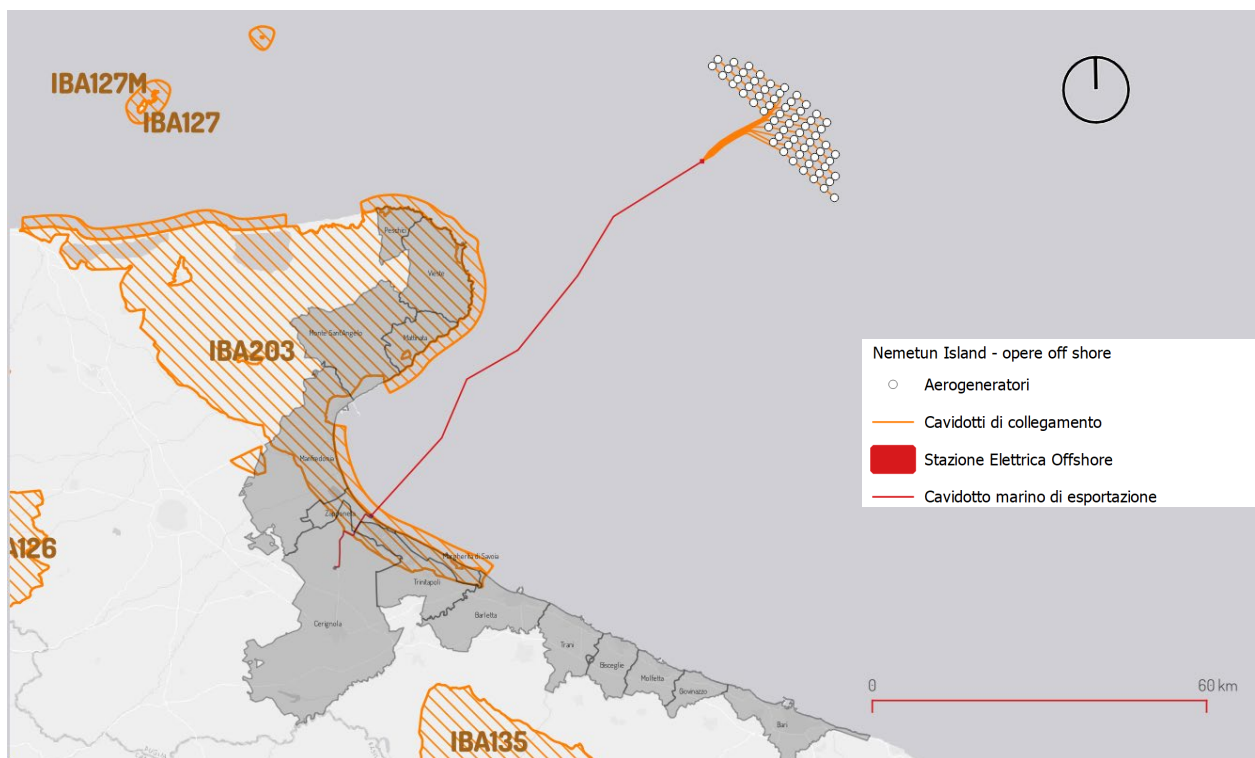 IBA127M
IBA127
Peschici
Vieste
Monte Sant'Angelo
Mattinata
IBA203
Nemetun Island - opere off shore
Aerogeneratori
Cavidotti di collegamento
Stazione Elettrica Offshore
Cavidotto marino di esportazione
Manfredonia
Zapponeta
A126
Margherita di Savoia
Trinitapoli
Barletta
Cerignola
Trani
Bisceglie
Molfetta
Giovinazzo
0
60 km
Bari
IBA135